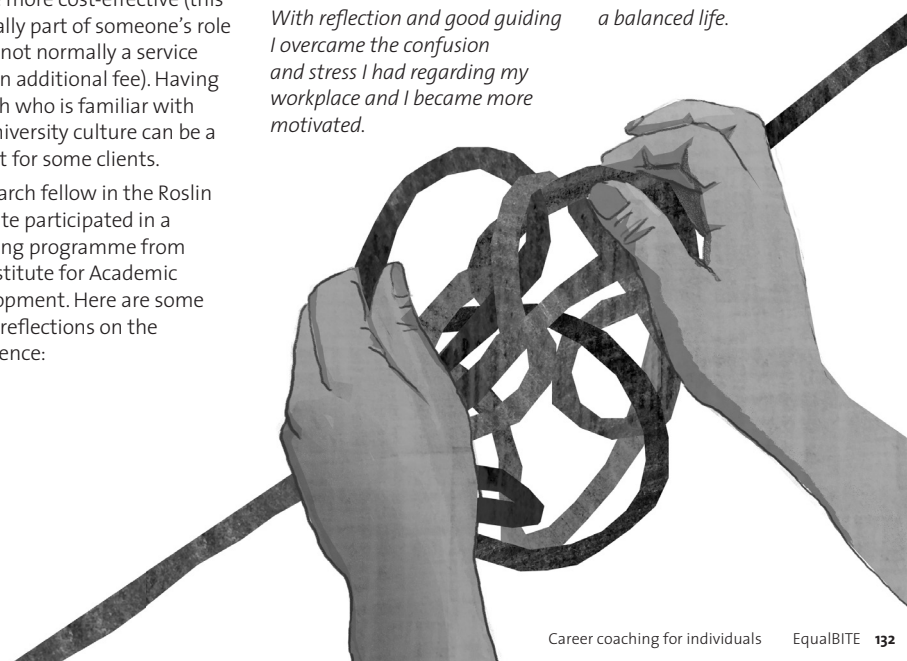 more cost-effective (this
ally part of someone's role
not normally a service
n additional fee). Having
h who is familiar with
niversity culture can be a
t for some clients.
arch fellow in the Roslin
te participated in a
ing programme from
stitute for Academic
opment. Here are some
reflections on the
ence:
With reflection and good guiding
I overcame the confusion
and stress I had regarding my
workplace and I became more
motivated.
a balanced life.
Career coaching for individuals EqualBITE 132